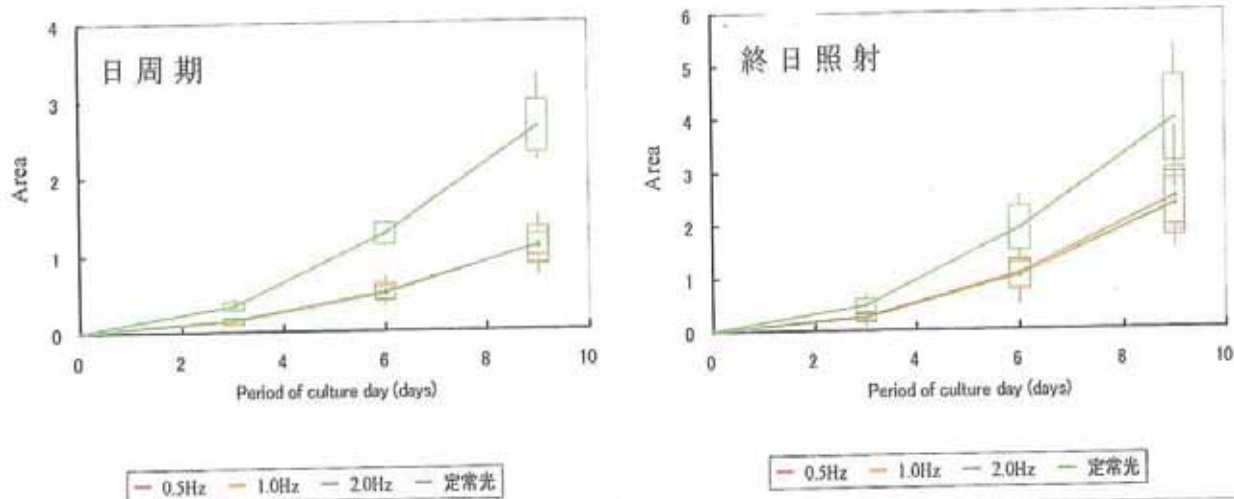 日周期
4
3
2
1
0
Area
0 2 4 6 8 10
Period of culture day (days)
0.5Hz 1.0Hz 2.0Hz 定常光
終日照射
6
5
4
3
2
1
0
Area
0 2 4 6 8 10
Period of culture day (days)
0.5Hz 1.0Hz 2.0Hz 定常光